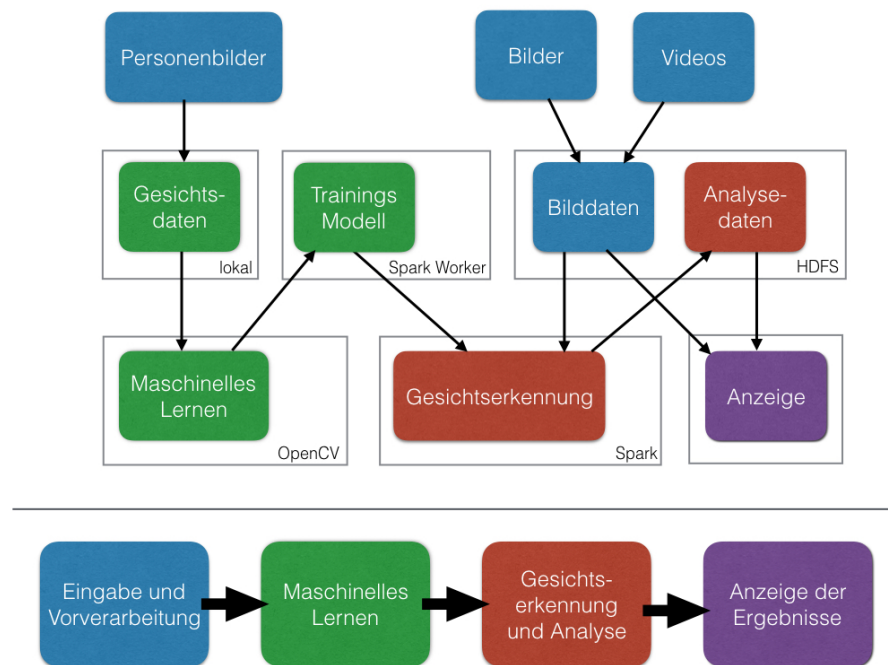 Personenbilder
Bilder
Videos
Gesichts-
daten
lokal
Trainings
Modell
Spark Worker
Bilddaten
Analyse-
daten
HDFS
Maschinelles
Lernen
OpenCV
Gesichtserkennung
Spark
Anzeige
Eingabe und
Vorverarbeitung
Maschinelles
Lernen
Gesichts-
erkennung
und Analyse
Anzeige der
Ergebnisse